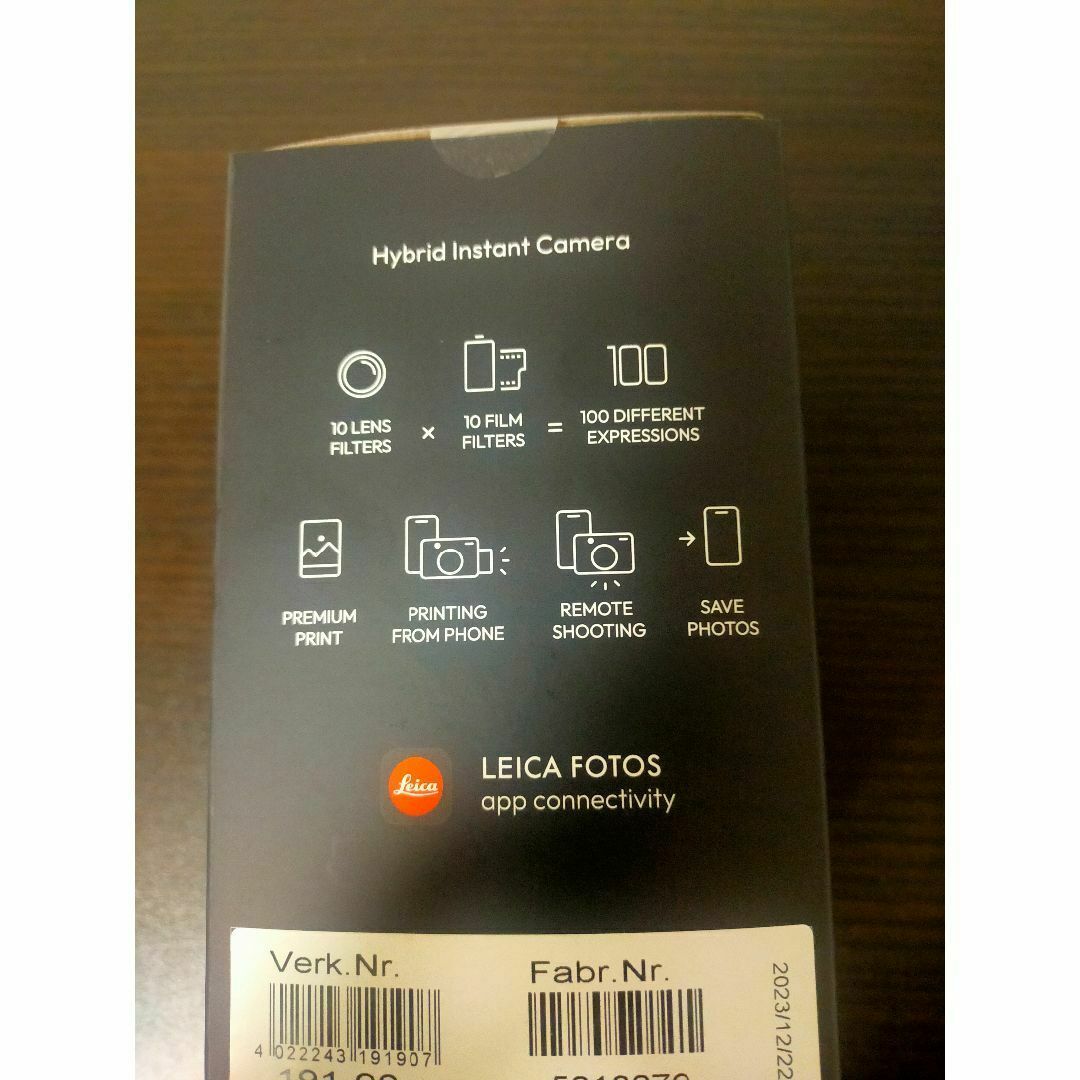 Hybrid Instant Camera
100
10 LENS FILTERS × 10 FILM FILTERS = 100 DIFFERENT EXPRESSIONS
PREMIUM PRINT
PRINTING FROM PHONE
REMOTE SHOOTING
SAVE PHOTOS
Leica
LEICA FOTOS
app connectivity
Verk.Nr.
4 022243 191907
Fabr.Nr.
2023/12/22